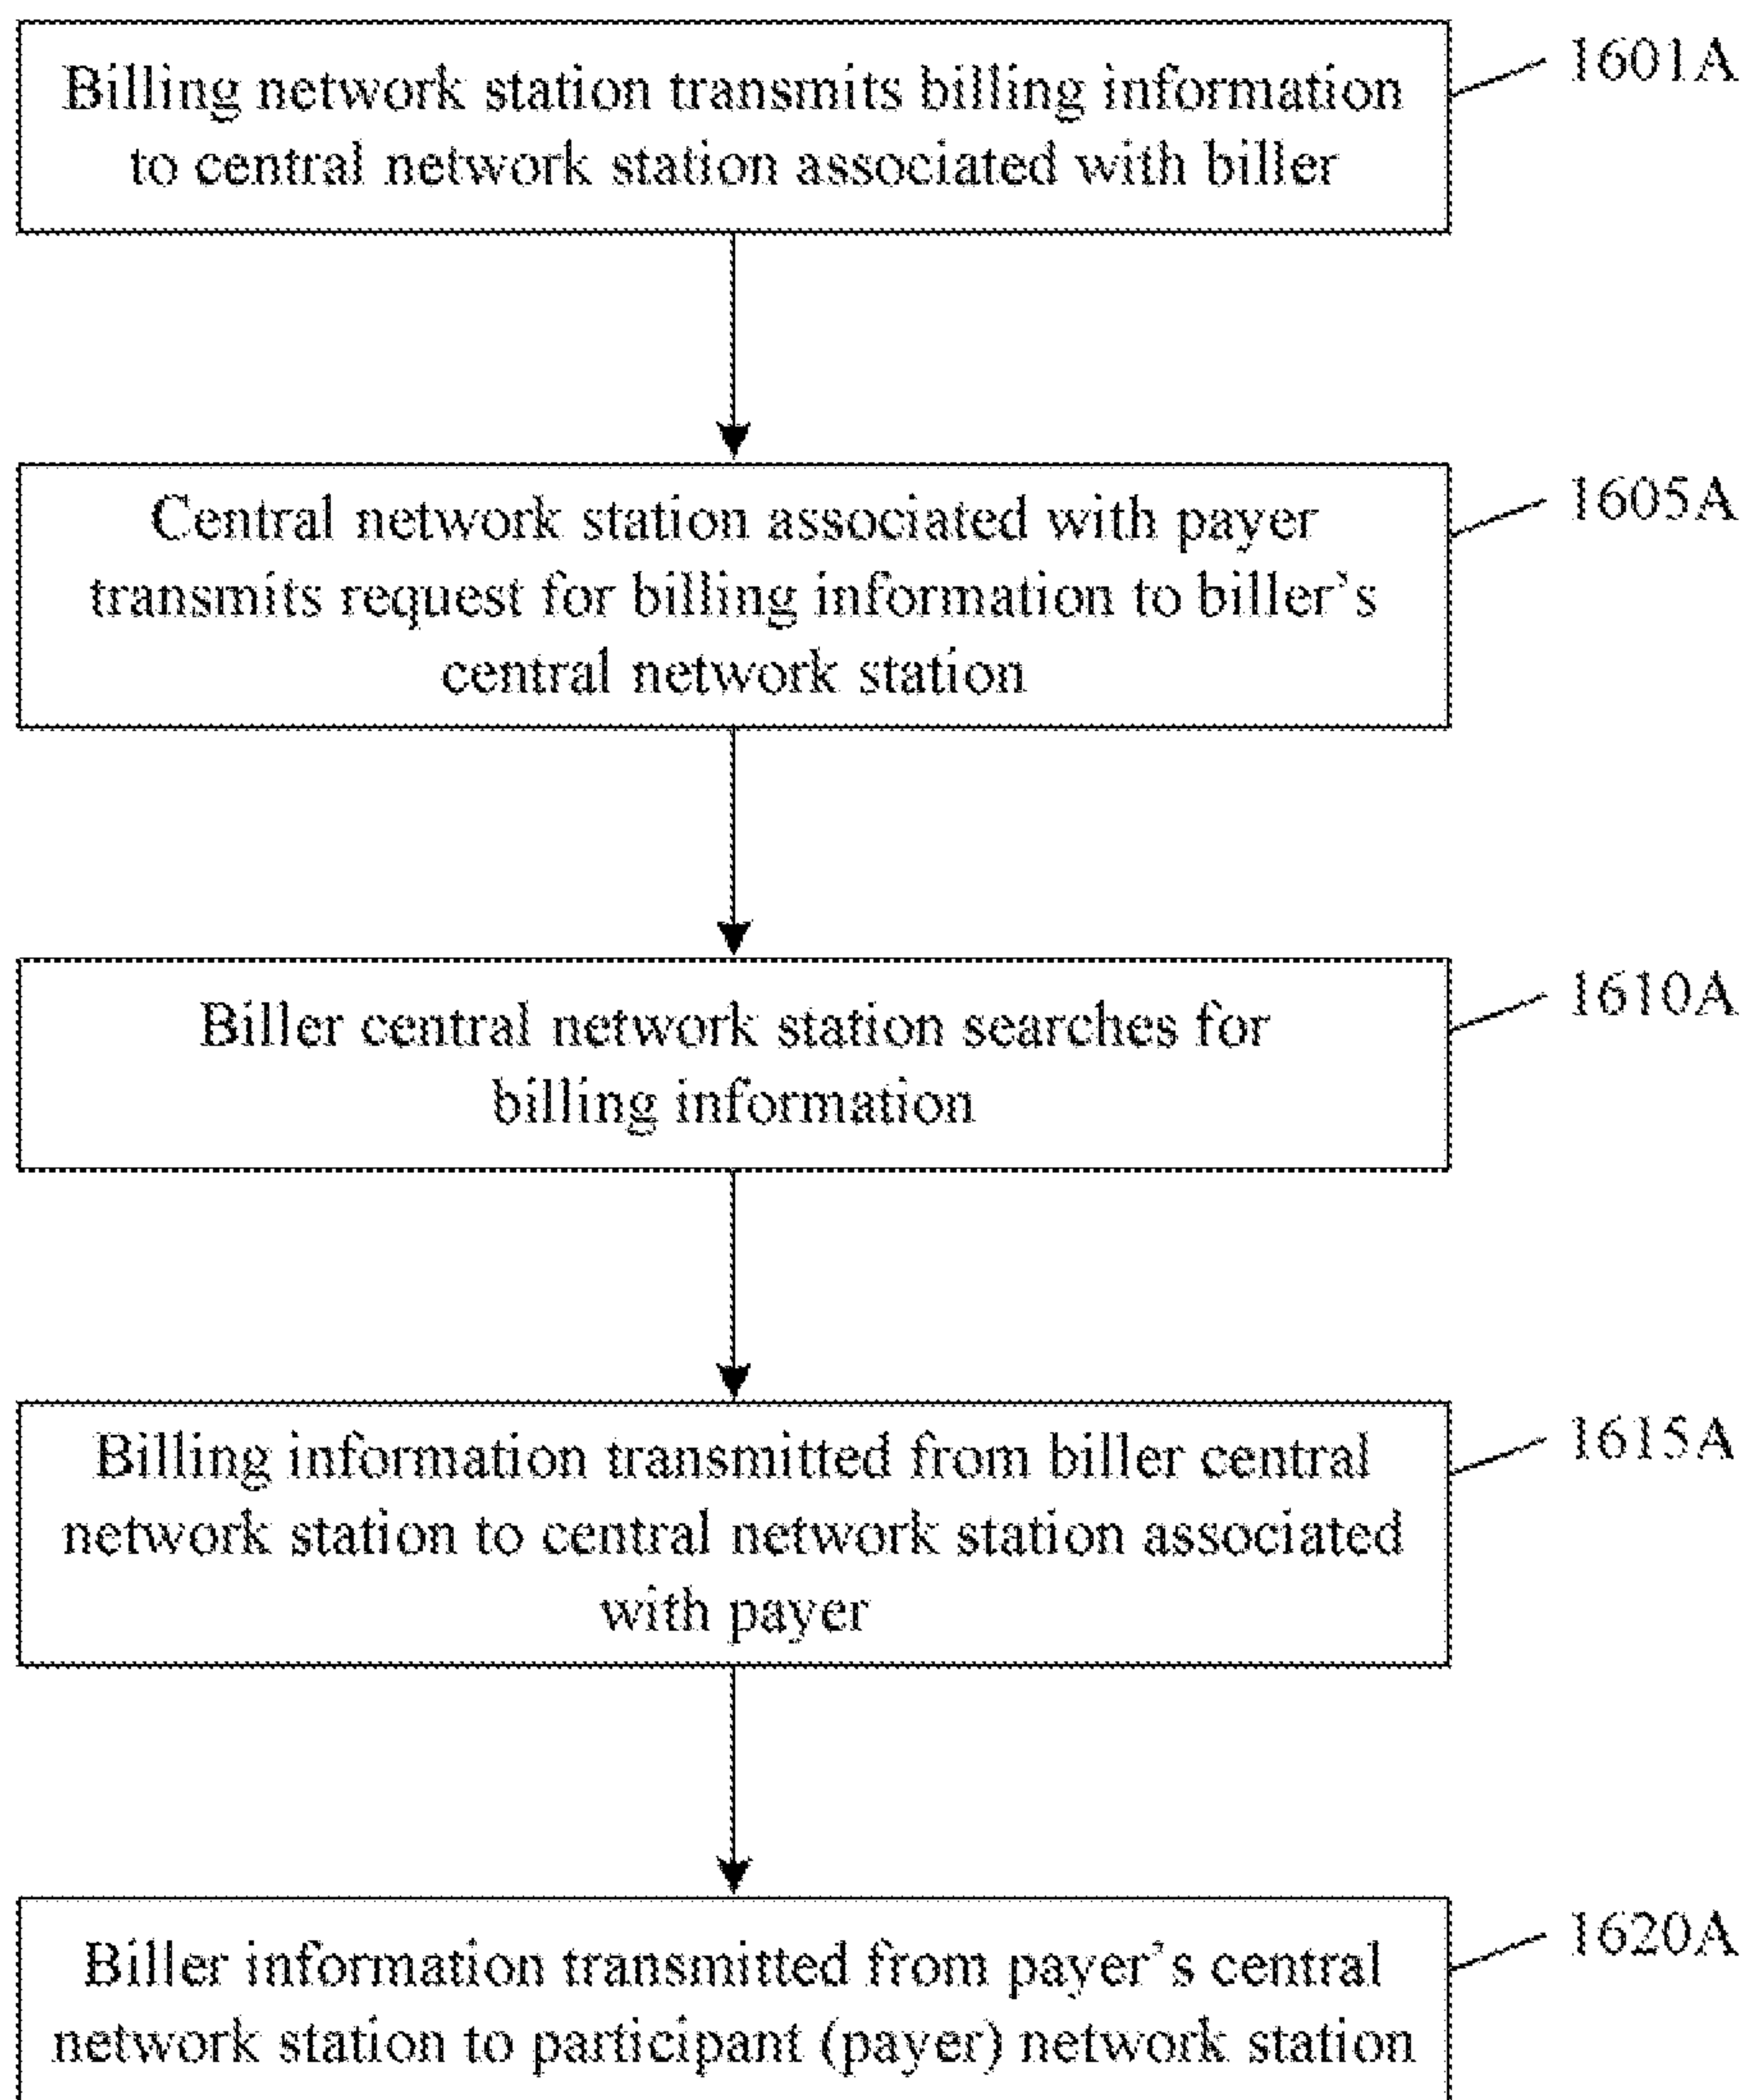 Billing network station transmits billing information
to central network station associated with biller
1601A
Central network station associated with payer
transmits request for billing information to biller's
central network station
1605A
Biller central network station searches for
billing information
1610A
Billing information transmitted from biller central
network station to central network station associated
with payer
1615A
Biller information transmitted from payer's central
network station to participant (payer) network station
1620A